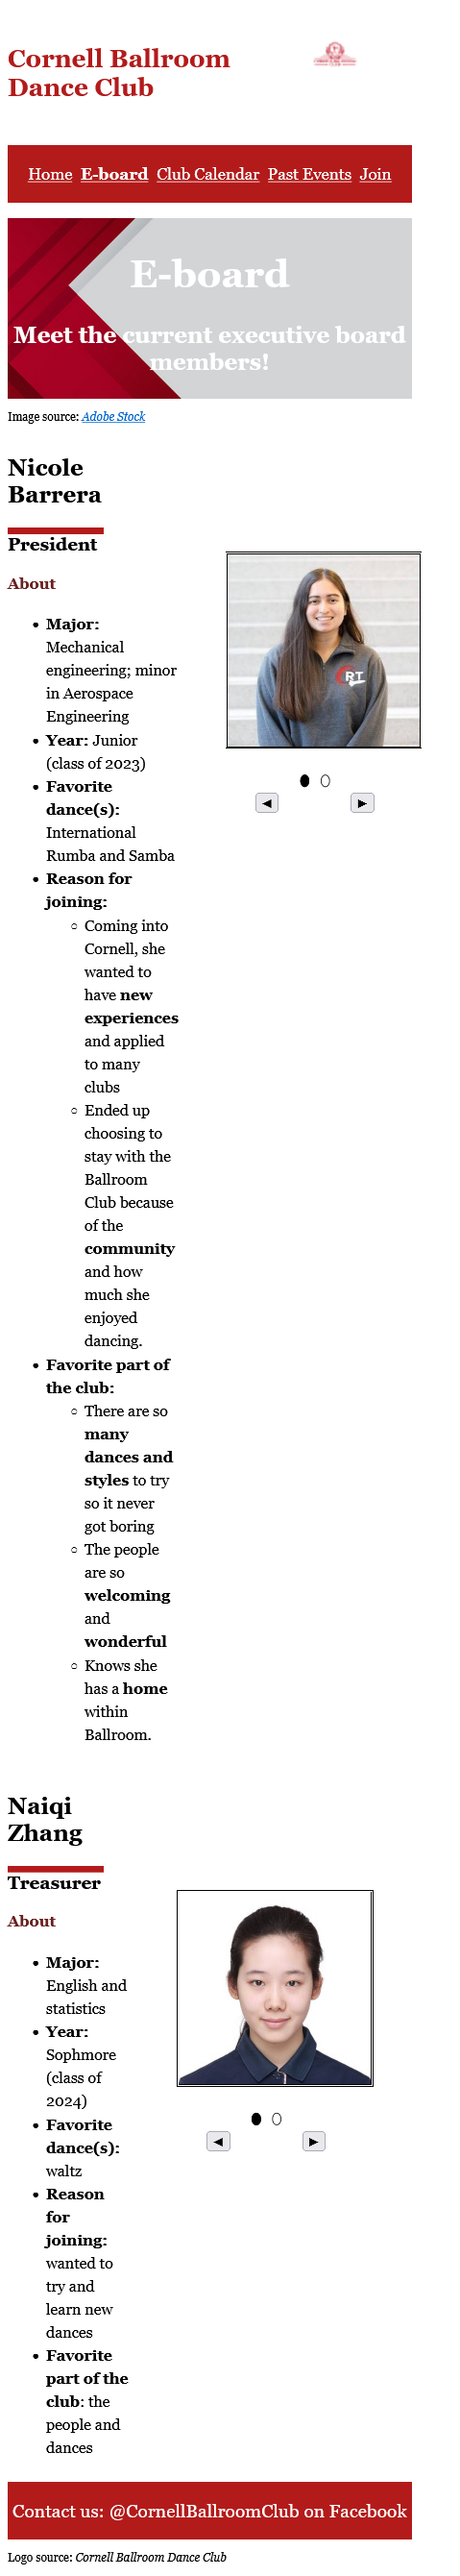 Cornell Ballroom
Dance Club
Home E-board Club Calendar Past Events Join
E-board
Meet the current executive board
members!
Image source: Adobe Stock
Nicole
Barrera
President
About
Major:
Mechanical
engineering; minor
in Aerospace
Engineering
Year: Junior
(class of 2023)
Favorite
dance(s):
International
Rumba and Samba
Reason for
joining:
Coming into
Cornell, she
wanted to
have new
experiences
and applied
to many
clubs
Ended up
choosing to
stay with the
Ballroom
Club because
of the
community
and how
much she
enjoyed
dancing.
Favorite part of
the club:
There are so
many
dances and
styles to try
so it never
got boring
The people
are so
welcoming
and
wonderful
Knows she
has a home
within
Ballroom.
RT
Naiqi
Zhang
Treasurer
About
Major:
English and
statistics
Year:
Sophmore
(class of
2024)
Favorite
dance(s):
waltz
Reason
for
joining:
wanted to
try and
learn new
dances
Favorite
part of the
club: the
people and
dances
Contact us: @CornellBallroomClub on Facebook
Logo source: Cornell Ballroom Dance Club